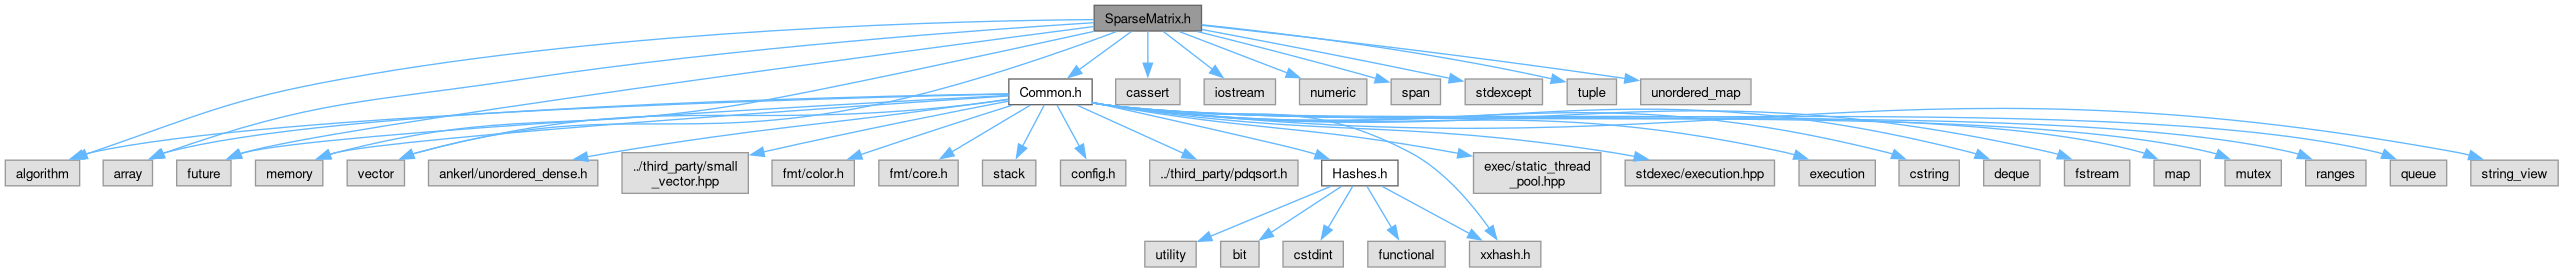 SparseMatrix.h
Common.h
cassert
iostream
numeric
span
stdexcept
tuple
unordered_map
algorithm
array
future
memory
vector
ankerl/unordered_dense.h
../third_party/small
_vector.hpp
fmt/color.h
fmt/core.h
stack
config.h
../third_party/pdqsort.h
Hashes.h
exec/static_thread
_pool.hpp
stdexec/execution.hpp
execution
cstring
deque
fstream
map
mutex
ranges
queue
string_view
utility
bit
cstdint
functional
xxhash.h